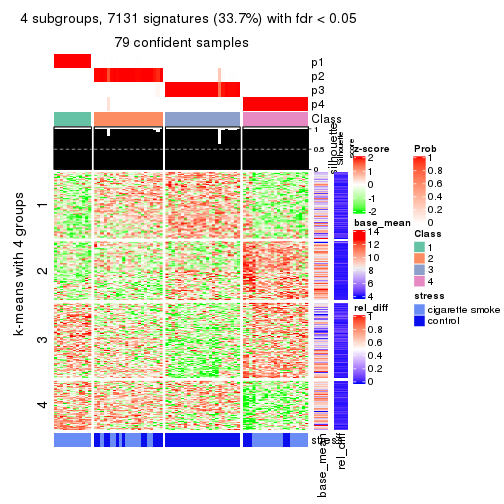 4 subgroups, 7131 signatures (33.7%) with fdr < 0.05
79 confident samples
p1
p2
p3
p4
Class
1
0.5
0
silhouette
Silhouette
score
k-means with 4 groups
1
2
3
4
stress
base_mean
rel_diff
z-score
2
1
0
-1
-2
base_mean
14
12
10
8
6
4
rel_diff
1
0.8
0.6
0.4
0.2
0
Prob
1
0.8
0.6
0.4
0.2
0
Class
1
2
3
4
stress
cigarette smoke
control